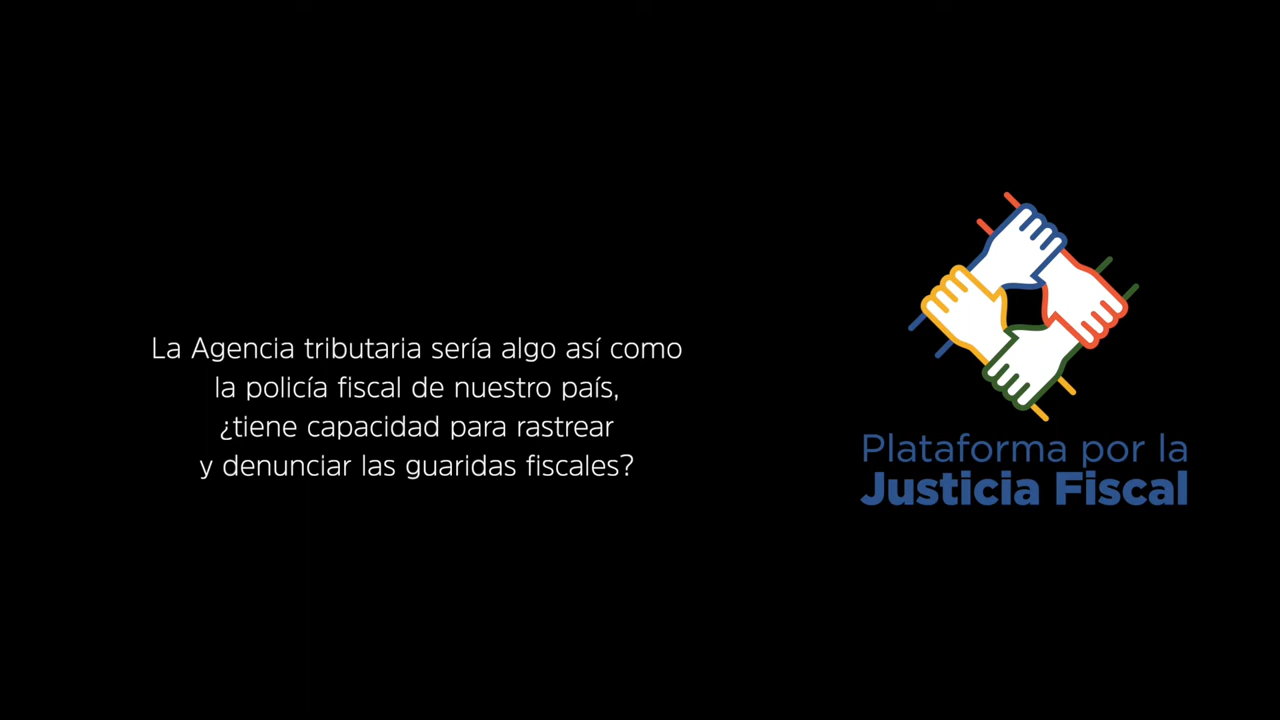 La Agencia tributaria sería algo así como
la policía fiscal de nuestro país,
¿tiene capacidad para rastrear
y denunciar las guaridas fiscales?
Plataforma por la
Justicia Fiscal